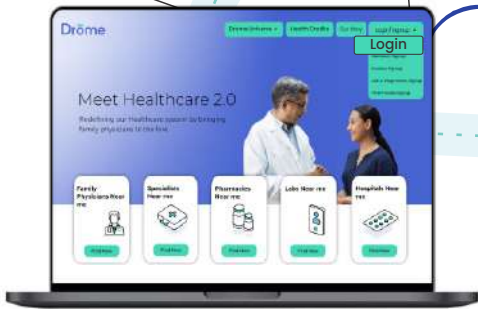 Drōme
Drōme Universe
Health Credits
Our Story
Login/Signup
Login
Meet Healthcare 2.0
Redefining our Healthcare system by bringing
family physicians to the fore.
Family
Physicians Near
me
Specialists
Near me
Pharmacies
Near me
Labs Near me
Hospitals Near
me
Find Now
Find Now
Find Now
Find Now
Find Now